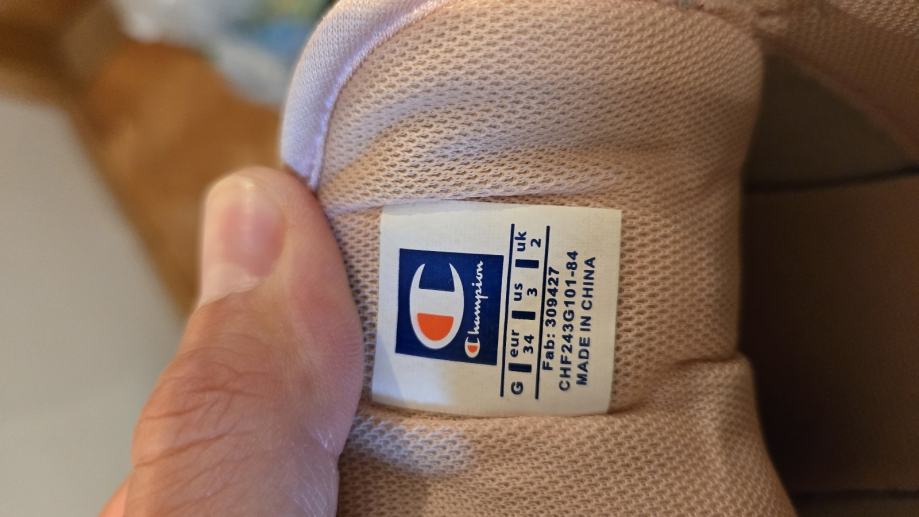 Champion
G eur us uk
34 3 2
Fab: 309427
CHF243G101-84
MADE IN CHINA